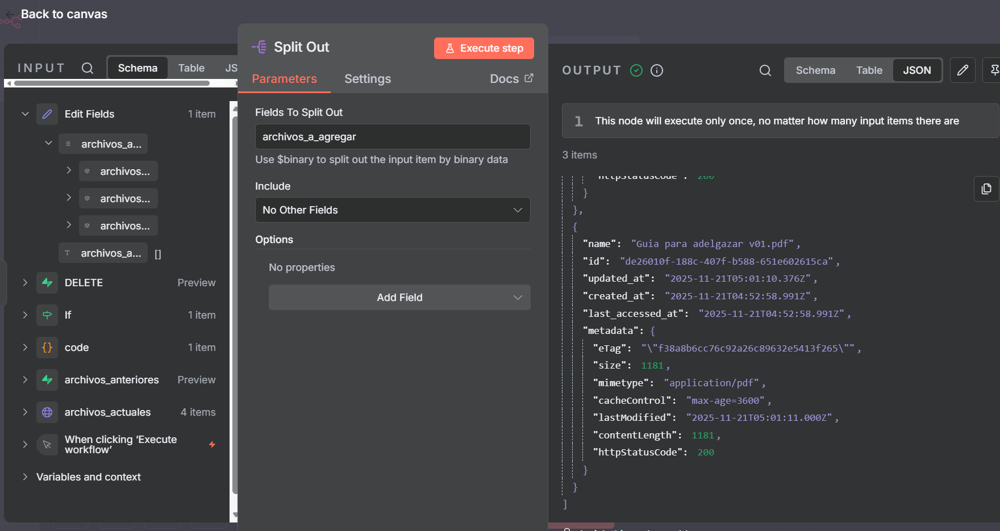 Back to canvas
INPUT
Schema
Table
JS
Edit Fields
1 item
archivos_a...
archivos...
archivos...
archivos...
T archivos_a... []
DELETE
Preview
If
1 item
code
1 item
archivos_anteriores
Preview
archivos_actuales
4 items
When clicking ‘Execute
workflow’
Variables and context
Split Out
Execute step
Parameters
Settings
Docs
Fields To Split Out
archivos_a_agregar
Use $binary to split out the input item by binary data
Include
No Other Fields
Options
No properties
Add Field
OUTPUT
Schema
Table
JSON
1 This node will execute only once, no matter how many input items there are
3 items
"httpStatusCode": 200
}
},
{
"name": "Guia para adelgazar v01.pdf",
"id": "de26010f-188c-407f-b588-651e602615ca",
"updated_at": "2025-11-21T05:01:10.376Z",
"created_at": "2025-11-21T04:52:58.991Z",
"last_accessed_at": "2025-11-21T04:52:58.991Z",
"metadata": {
"eTag": "\"f38a8b6cc76c92a26c89632e5413f265\"",
"size": 1181,
"mimetype": "application/pdf",
"cacheControl": "max-age=3600",
"lastModified": "2025-11-21T05:01:11.000Z",
"contentLength": 1181,
"httpStatusCode": 200
}
}
]